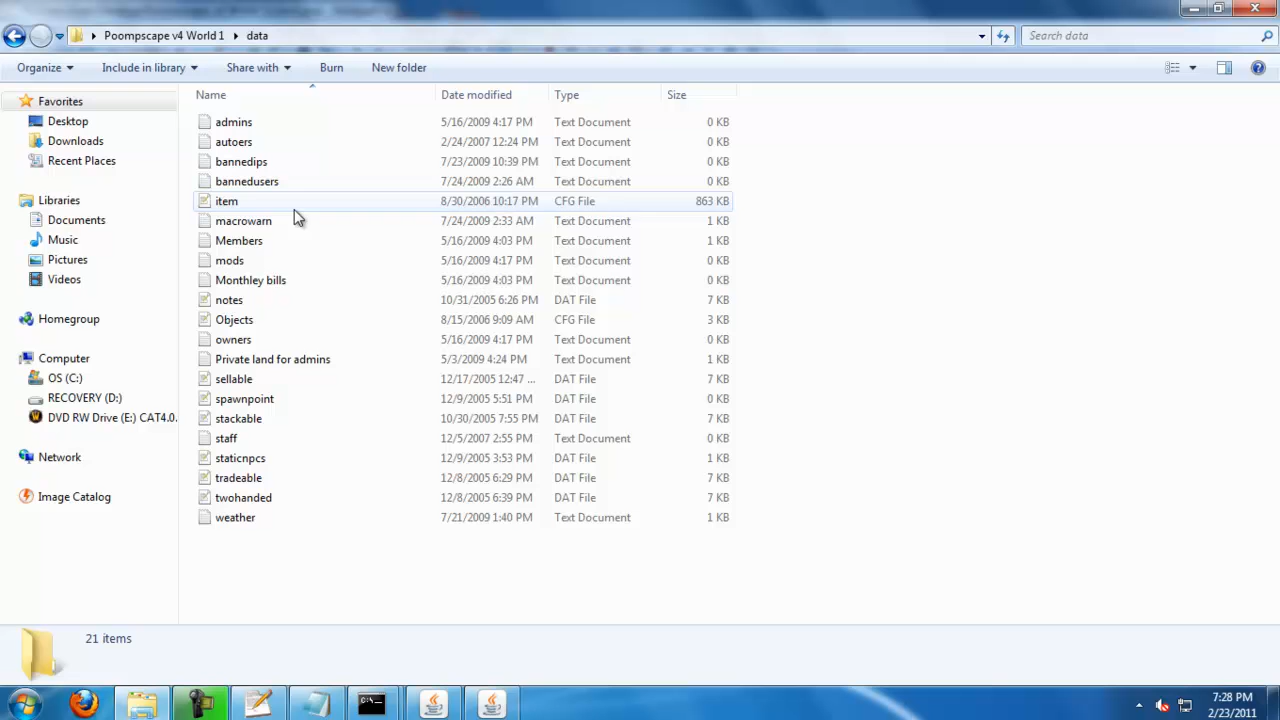 Poompscape v4 World 1 data
Search data
Organize Include in library Share with Burn New folder
Favorites
Desktop
Downloads
Recent Places
Libraries
Documents
Music
Pictures
Videos
Homegroup
Computer
OS (C:)
RECOVERY (D:)
DVD RW Drive (E:) CAT4.0.
Network
Image Catalog
Name Date modified Type Size
admins 5/16/2009 4:17 PM Text Document 0 KB
autoers 2/24/2007 12:24 PM Text Document 0 KB
bannedips 7/23/2009 10:39 PM Text Document 0 KB
bannedusers 7/24/2009 2:26 AM Text Document 0 KB
item 8/30/2006 10:17 PM CFG File 863 KB
macrowarn 7/24/2009 2:33 AM Text Document 1 KB
Members 5/16/2009 4:03 PM Text Document 1 KB
mods 5/16/2009 4:17 PM Text Document 0 KB
Monthley bills 5/16/2009 4:03 PM Text Document 0 KB
notes 10/31/2005 6:26 PM DAT File 7 KB
Objects 8/15/2006 9:09 AM CFG File 3 KB
owners 5/16/2009 4:17 PM Text Document 0 KB
Private land for admins 5/3/2009 4:24 PM Text Document 1 KB
sellable 12/17/2005 12:47 ... DAT File 7 KB
spawnpoint 12/9/2005 5:51 PM DAT File 1 KB
stackable 10/30/2005 7:55 PM DAT File 7 KB
staff 12/5/2007 2:55 PM Text Document 0 KB
staticnpcs 12/9/2005 3:53 PM DAT File 1 KB
tradeable 12/8/2005 6:29 PM DAT File 7 KB
twohanded 12/8/2005 6:39 PM DAT File 7 KB
weather 7/21/2009 1:40 PM Text Document 1 KB
21 items
7:28 PM
2/23/2011